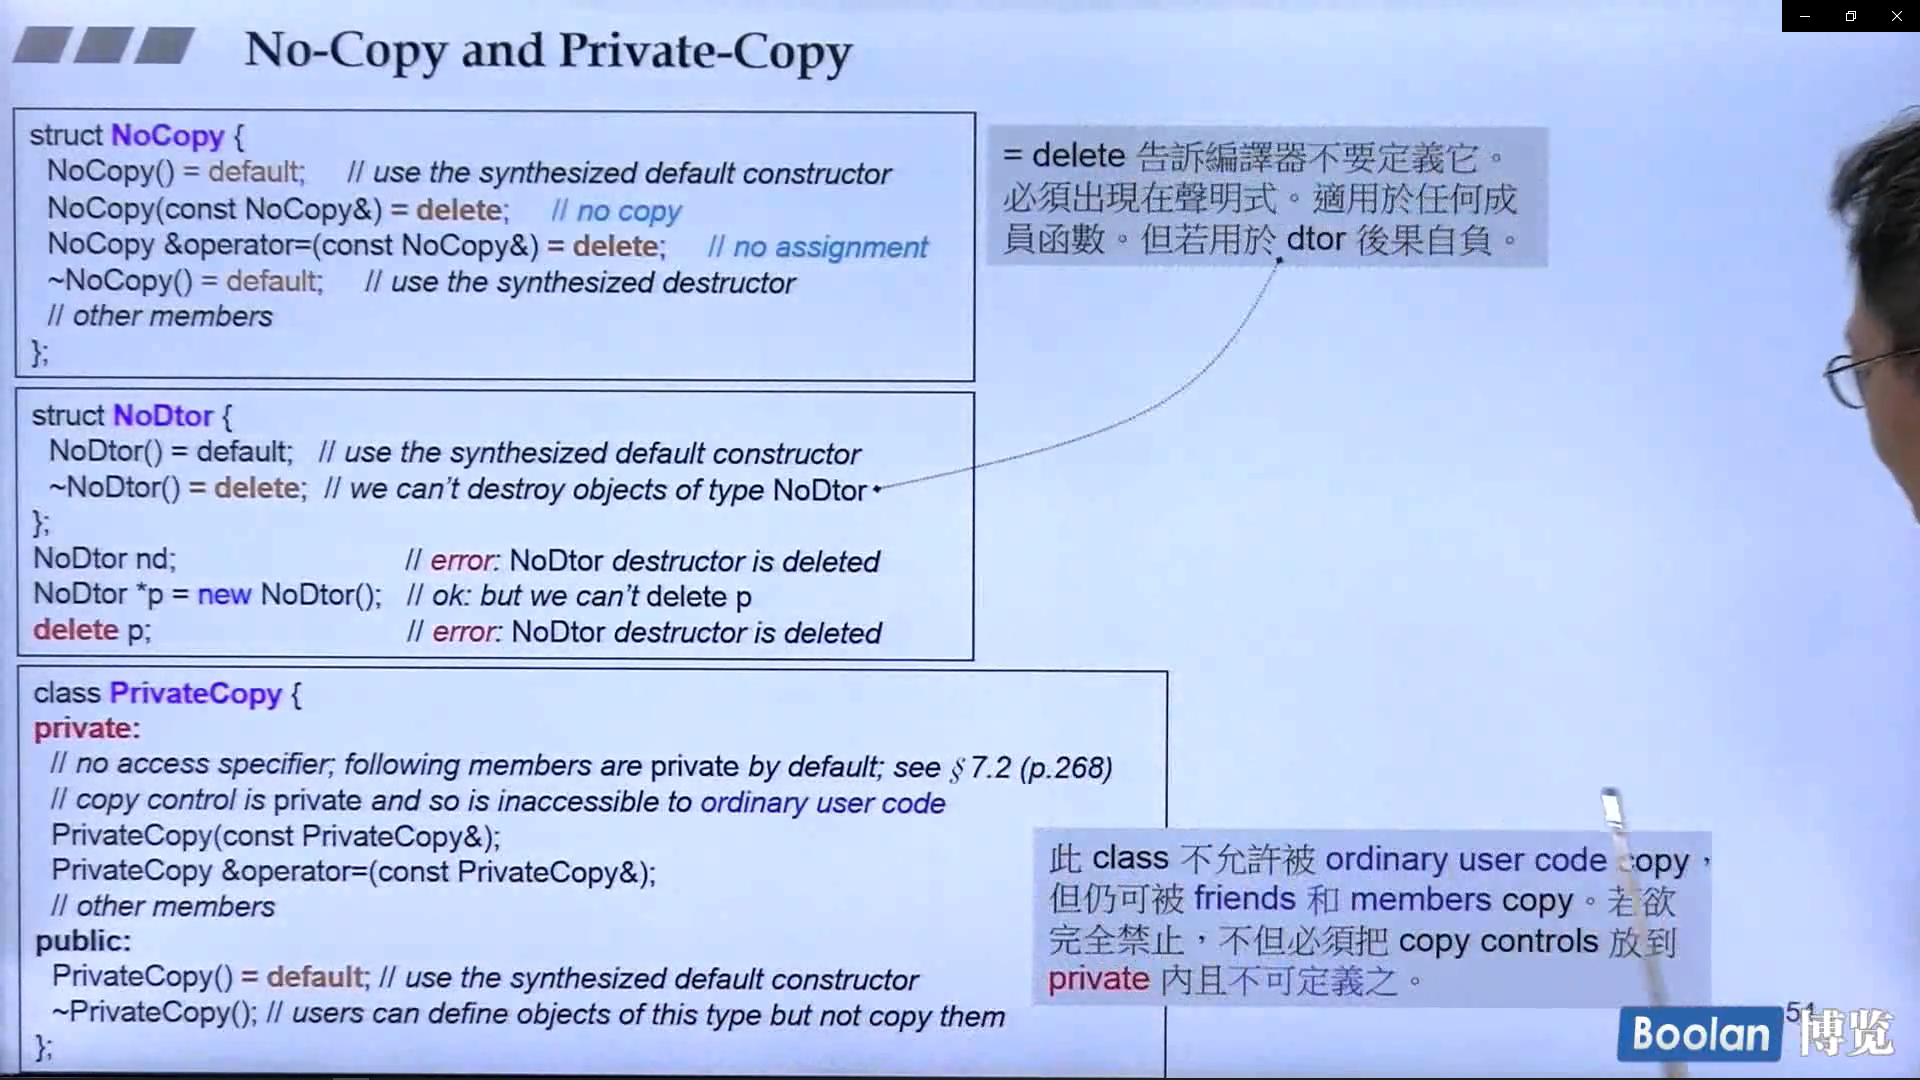 No-Copy and Private-Copy
struct NoCopy {
NoCopy() = default; // use the synthesized default constructor
NoCopy(const NoCopy&) = delete; // no copy
NoCopy &operator=(const NoCopy&) = delete; // no assignment
~NoCopy() = default; // use the synthesized destructor
// other members
};
= delete 告訴編譯器不要定義它。
必須出現在聲明式。適用於任何成
員函數。但若用於 dtor 後果自負。
struct NoDtor {
NoDtor() = default; // use the synthesized default constructor
~NoDtor() = delete; // we can't destroy objects of type NoDtor
};
NoDtor nd; // error: NoDtor destructor is deleted
NoDtor *p = new NoDtor(); // ok: but we can't delete p
delete p; // error: NoDtor destructor is deleted
class PrivateCopy {
private:
// no access specifier; following members are private by default; see §7.2 (p.268)
// copy control is private and so is inaccessible to ordinary user code
PrivateCopy(const PrivateCopy&);
PrivateCopy &operator=(const PrivateCopy&);
// other members
public:
PrivateCopy() = default; // use the synthesized default constructor
~PrivateCopy(); // users can define objects of this type but not copy them
};
此 class 不允許被 ordinary user code copy，
但仍可被 friends 和 members copy。若欲
完全禁止，不但必須把 copy controls 放到
private 內且不可定義之。
51
Boolan 博览